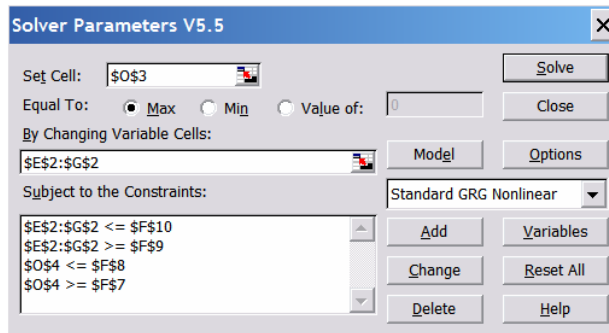 Solver Parameters V5.5
Set Cell: $O$3 Solve
Equal To: Max Min Value of: 0 Close
By Changing Variable Cells:
$E$2:$G$2 Model Options
Subject to the Constraints: Standard GRG Nonlinear
$E$2:$G$2 <= $F$10
$E$2:$G$2 >= $F$9
$O$4 <= $F$8
$O$4 >= $F$7
Add Variables
Change Reset All
Delete Help